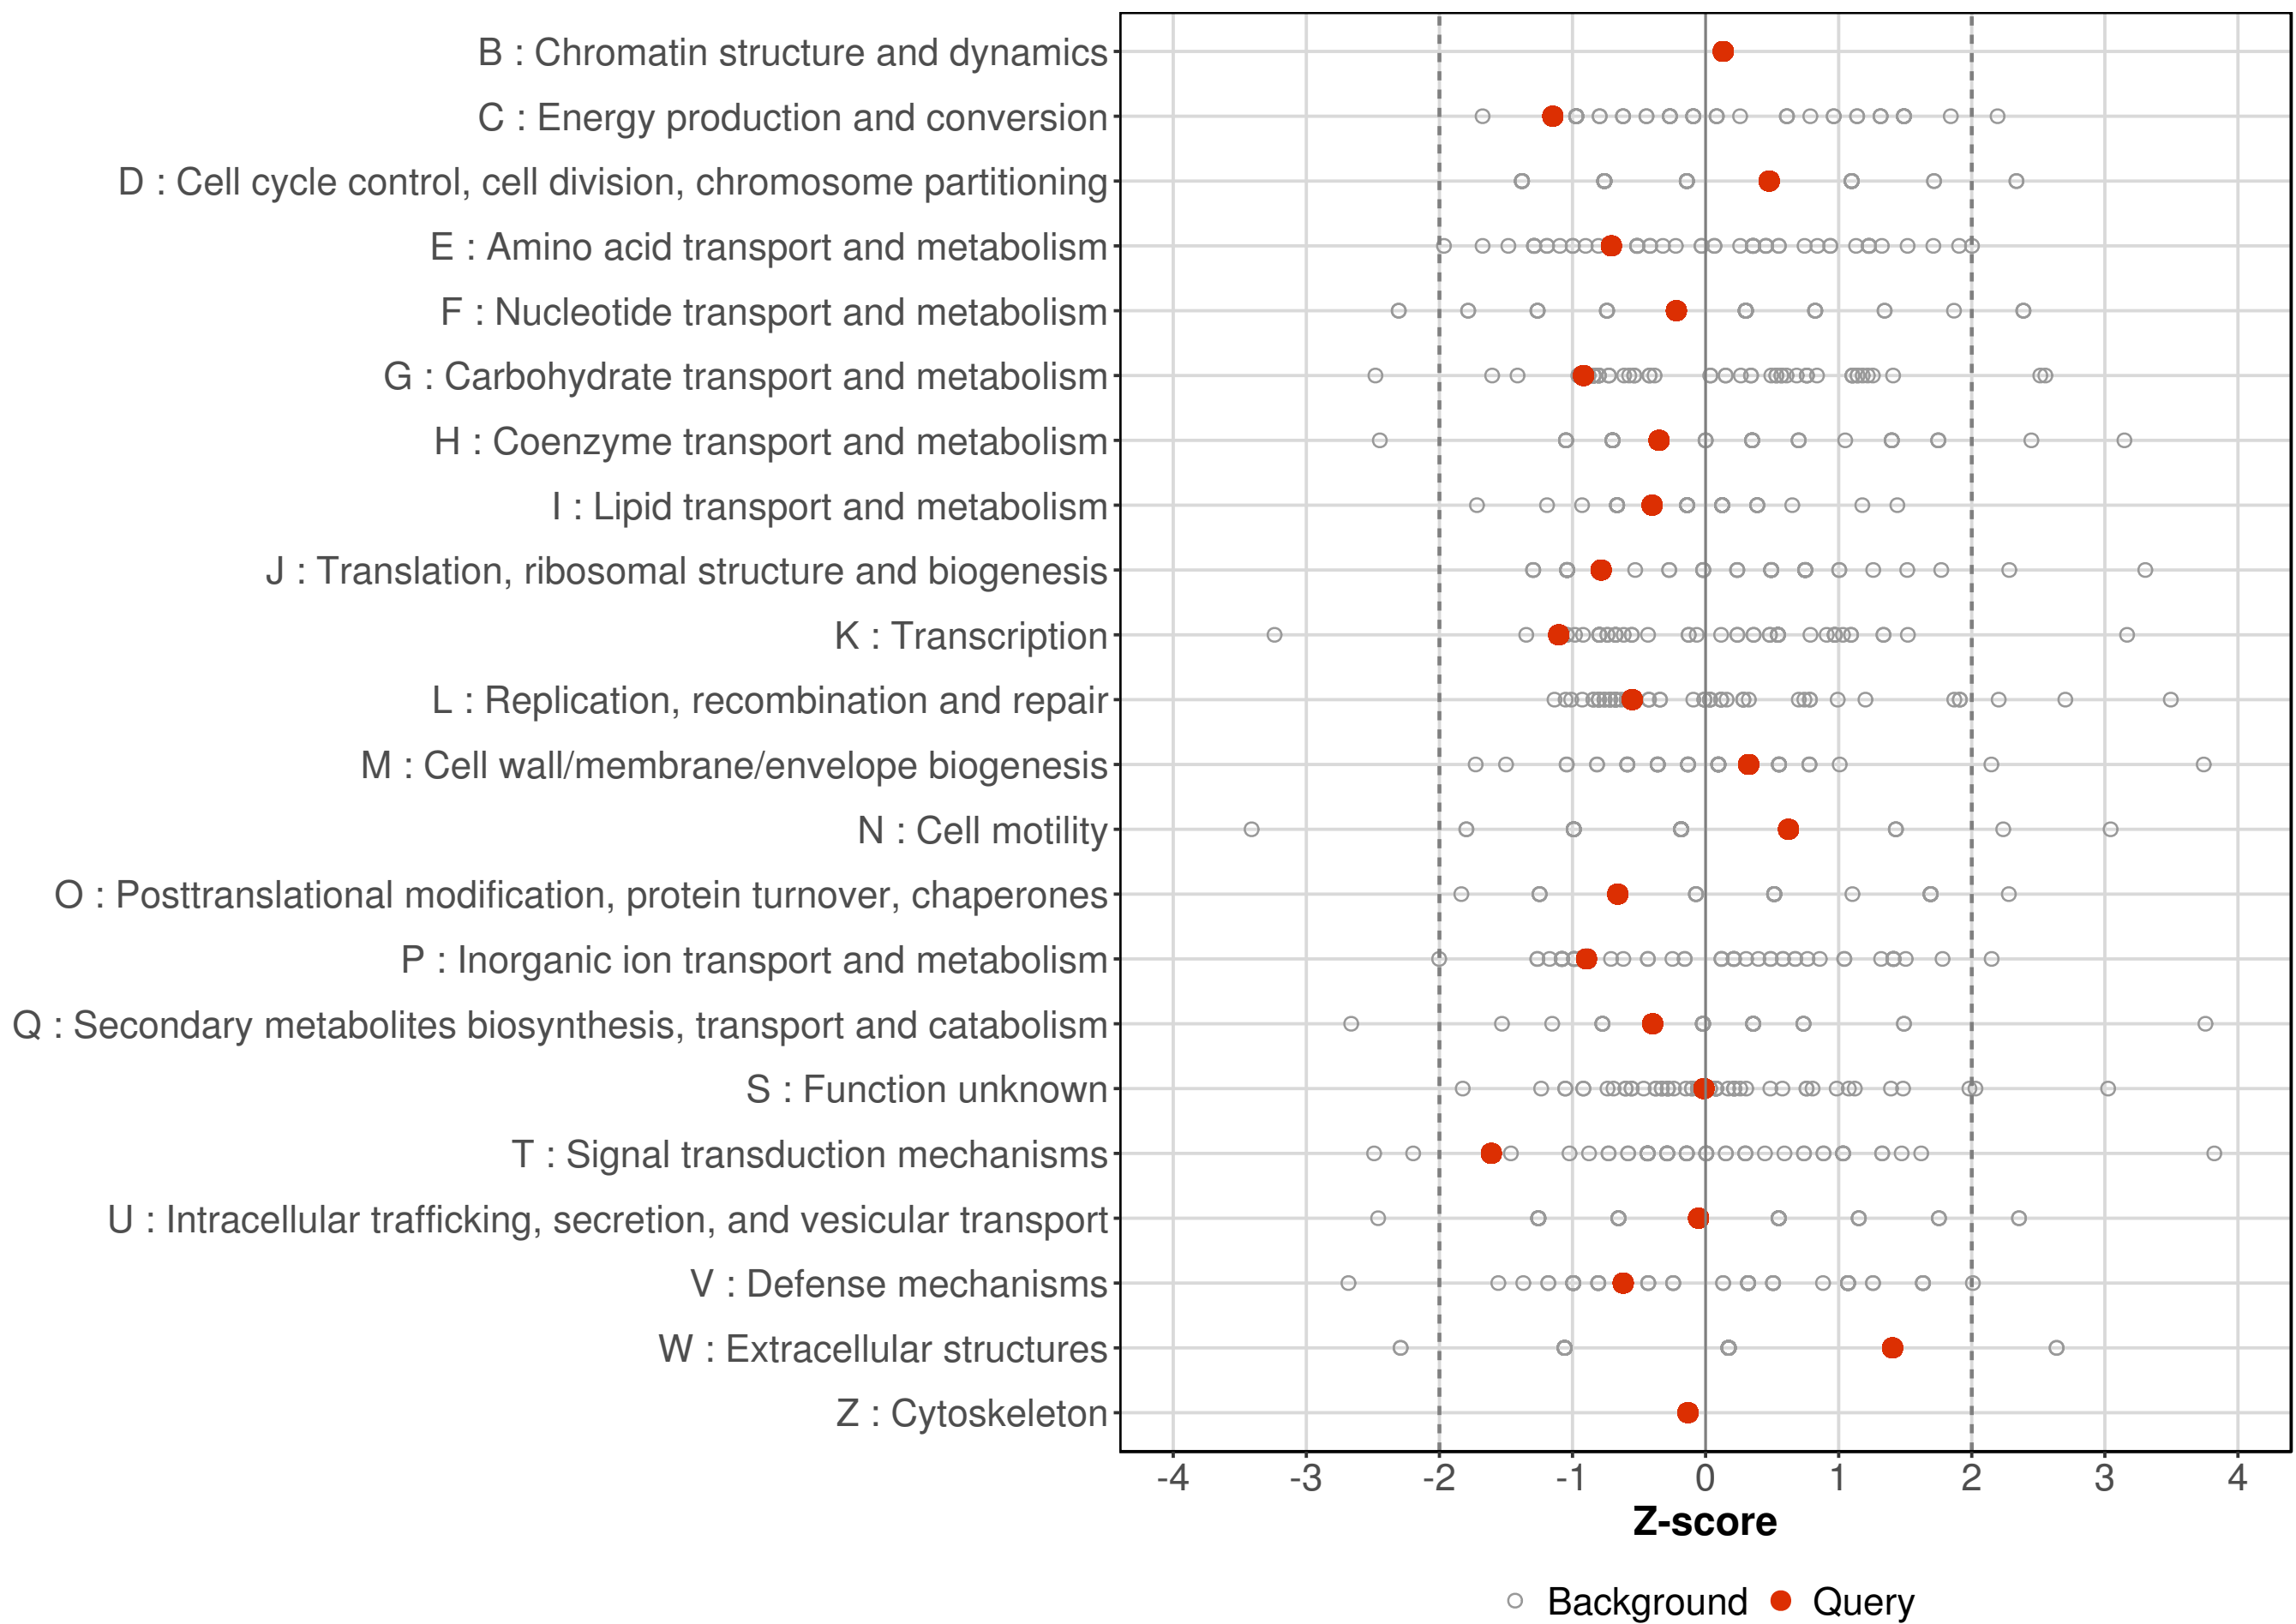 B : Chromatin structure and dynamics
C : Energy production and conversion
D : Cell cycle control, cell division, chromosome partitioning
E : Amino acid transport and metabolism
F : Nucleotide transport and metabolism
G : Carbohydrate transport and metabolism
H : Coenzyme transport and metabolism
I : Lipid transport and metabolism
J : Translation, ribosomal structure and biogenesis
K : Transcription
L : Replication, recombination and repair
M : Cell wall/membrane/envelope biogenesis
N : Cell motility
O : Posttranslational modification, protein turnover, chaperones
P : Inorganic ion transport and metabolism
Q : Secondary metabolites biosynthesis, transport and catabolism
S : Function unknown
T : Signal transduction mechanisms
U : Intracellular trafficking, secretion, and vesicular transport
V : Defense mechanisms
W : Extracellular structures
Z : Cytoskeleton
-4 -3 -2 -1 0 1 2 3 4
Z-score
Background Query